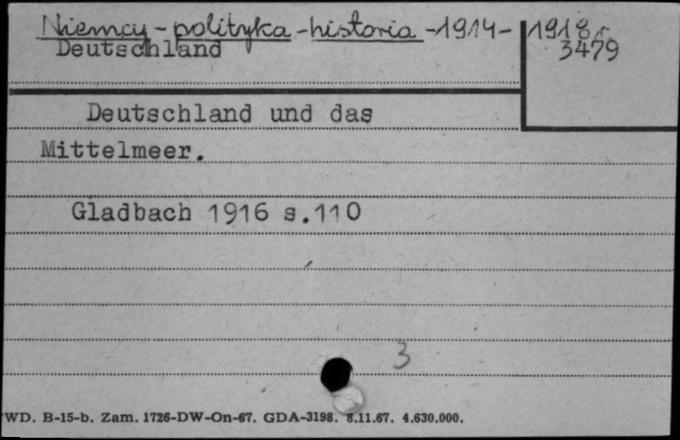 Niemcy - polityka - historia - 1914 - 1918 r.
Deutschland
3479
Deutschland und das
Mittelmeer.
Gladbach 1916 s.110
3
WD. B-15-b. Zam. 1726-DW-On-67. GDA-3198. 8.11.67. 4.630.000.